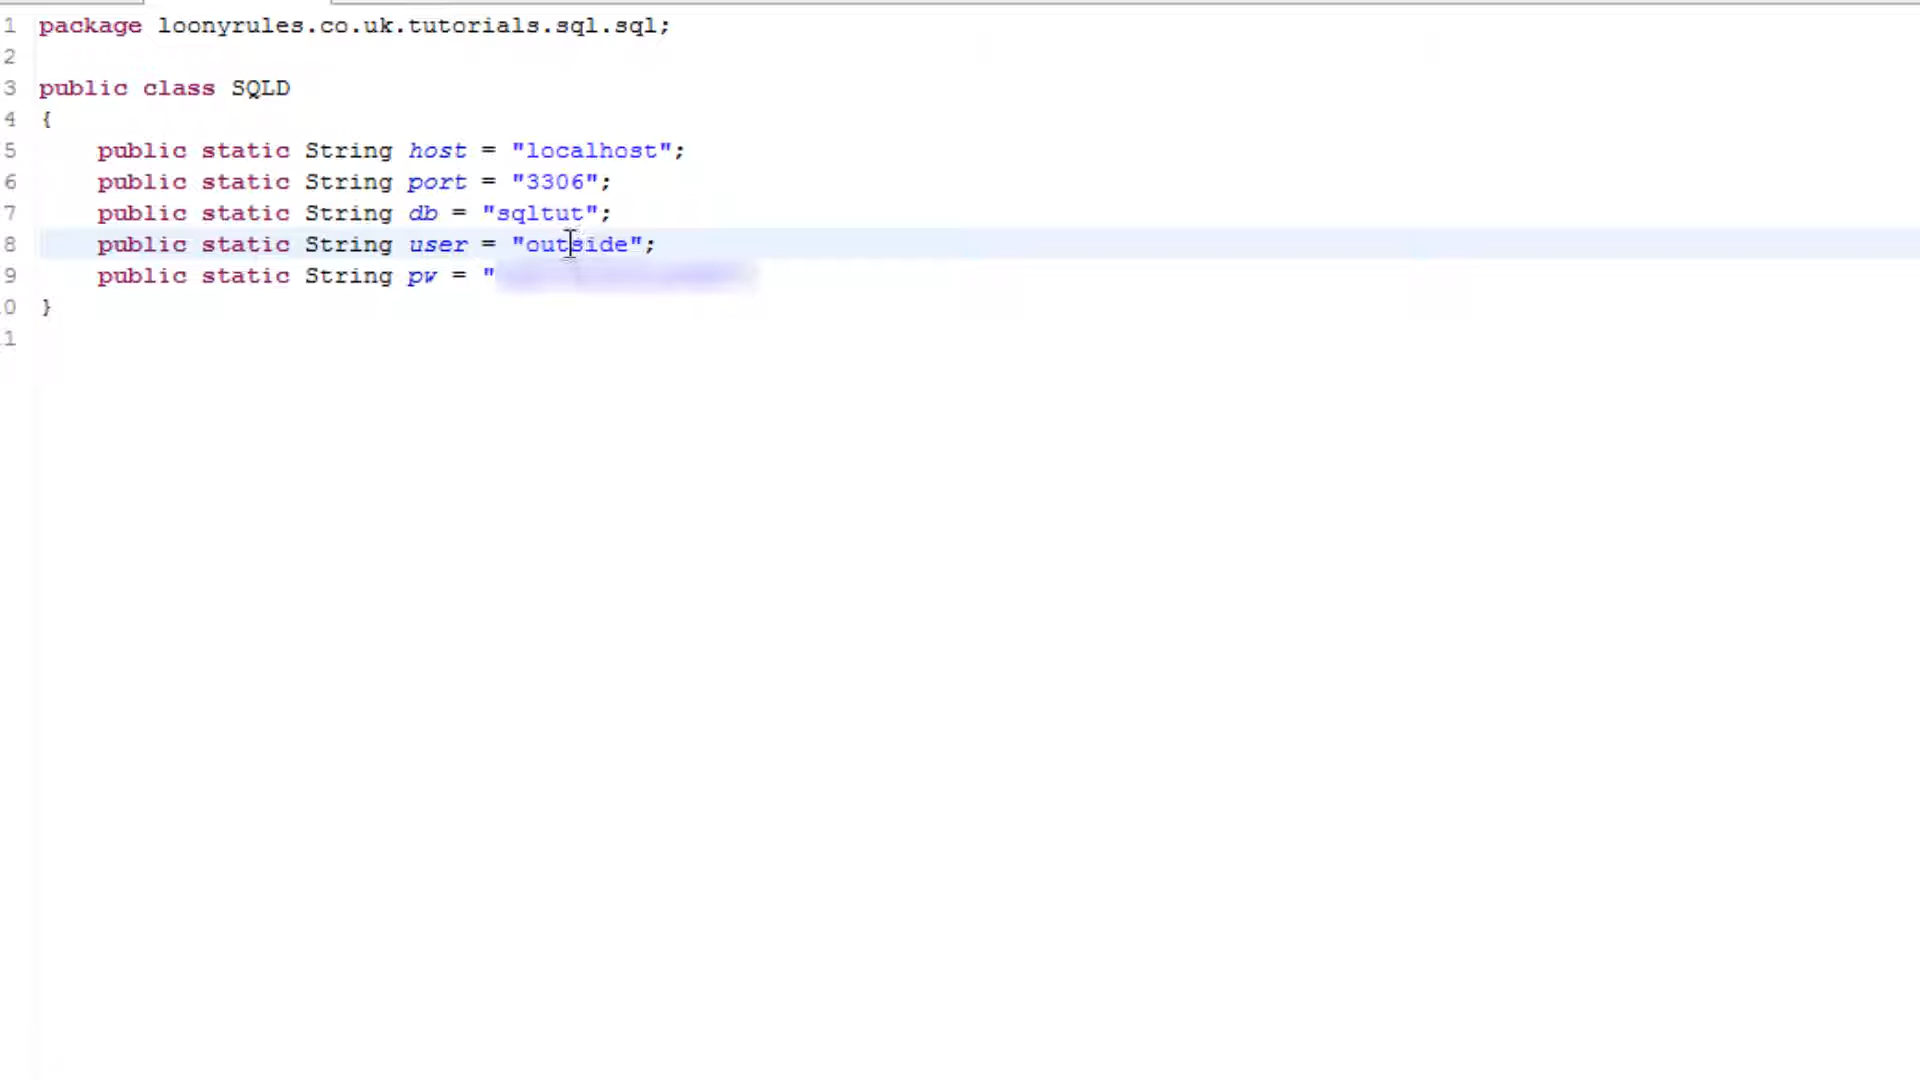 1 package loonyrules.co.uk.tutorials.sql.sql;
2
3 public class SQLD
4 {
5 public static String host = "localhost";
6 public static String port = "3306";
7 public static String db = "sqltut";
8 public static String user = "outside";
9 public static String pw = "
0 }
1